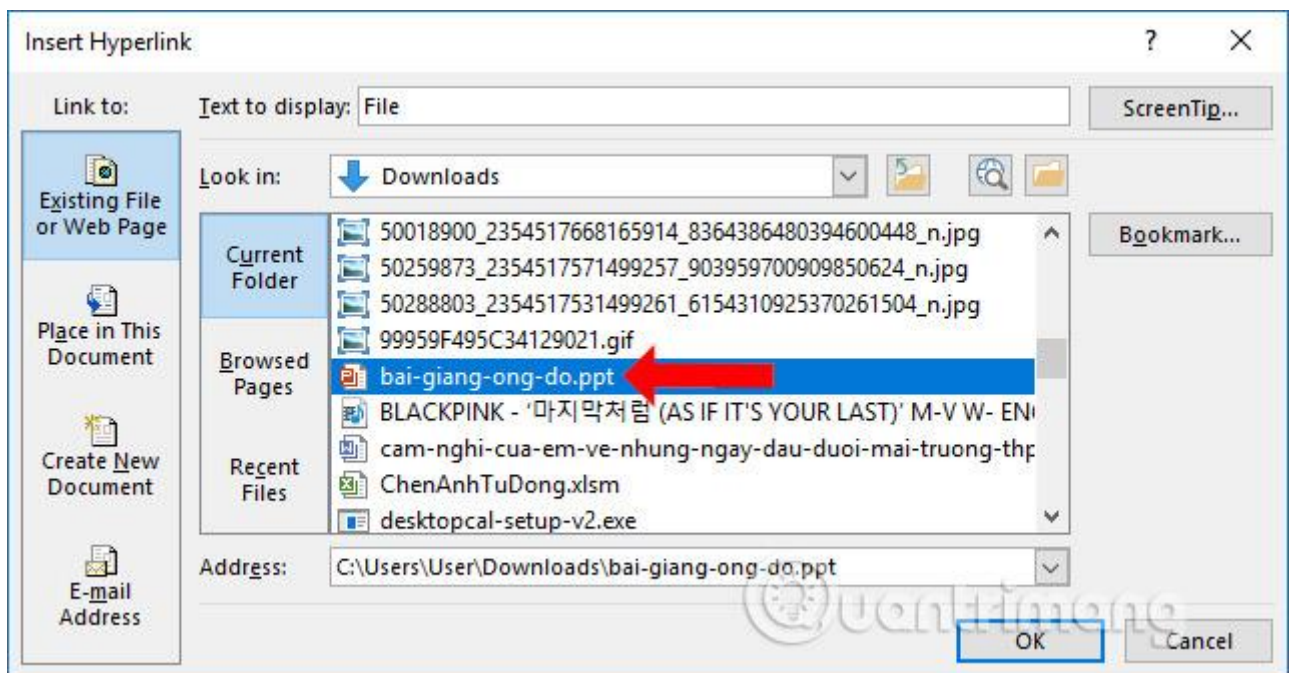 Insert Hyperlink
?
Link to:
Text to display: File
ScreenTip...
Existing File
or Web Page
Look in: Downloads
Bookmark...
Current
Folder
Browsed
Pages
Recent
Files
50018900_2354517668165914_8364386480394600448_n.jpg
50259873_2354517571499257_903959700909850624_n.jpg
50288803_2354517531499261_6154310925370261504_n.jpg
99959F495C34129021.gif
bai-giang-ong-do.ppt
BLACKPINK - '마지막처럼 (AS IF IT'S YOUR LAST)' M-V W- EN
cam-nghi-cua-em-ve-nhung-ngay-dau-duoi-mai-truong-thp
ChenAnhTuDong.xlsm
desktopcal-setup-v2.exe
Place in This
Document
Create New
Document
E-mail
Address
Address: C:\Users\User\Downloads\bai-giang-ong-do.ppt
Quantrimang
OK
Cancel